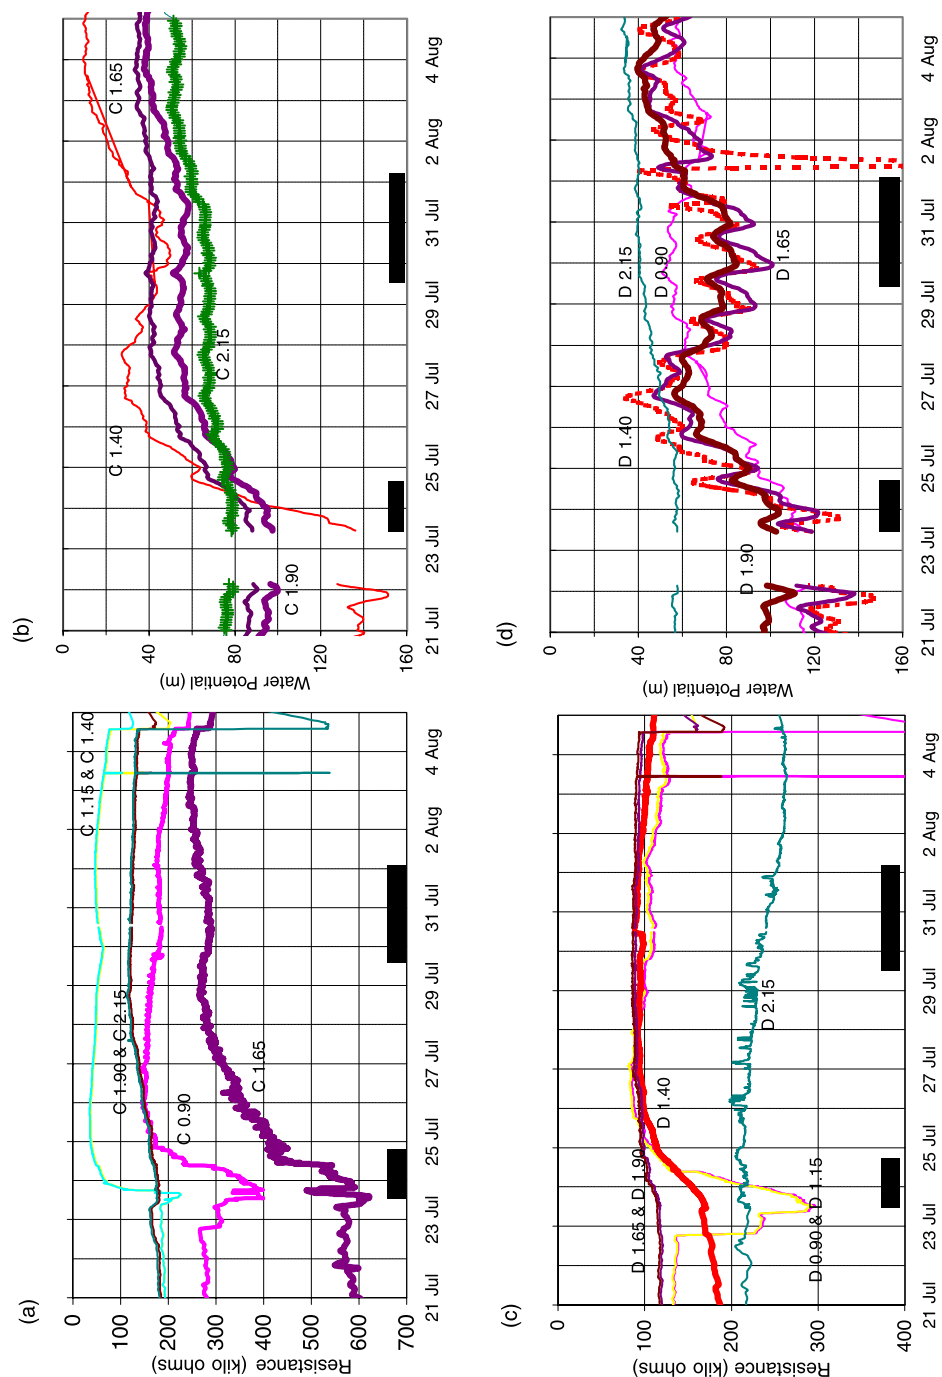 (a)
Resistance (kilo ohms)
0
100
200
300
400
500
600
700
C 1.15 & C 1.40
C 1.90 & C 2.15
C 0.90
C 1.65
21 Jul
23 Jul
25 Jul
27 Jul
29 Jul
31 Jul
2 Aug
4 Aug
(b)
Water Potential (m)
0
40
80
120
160
C 1.65
C 1.40
C 2.15
C 1.90
21 Jul
23 Jul
25 Jul
27 Jul
29 Jul
31 Jul
2 Aug
4 Aug
(c)
Resistance (kilo ohms)
0
100
200
300
400
D 1.65 & D 1.90
D 1.40
D 2.15
D 0.90 & D 1.15
21 Jul
23 Jul
25 Jul
27 Jul
29 Jul
31 Jul
2 Aug
4 Aug
(d)
Water Potential (m)
0
40
80
120
160
D 2.15
D 0.90
D 1.40
D 1.65
D 1.90
21 Jul
23 Jul
25 Jul
27 Jul
29 Jul
31 Jul
2 Aug
4 Aug